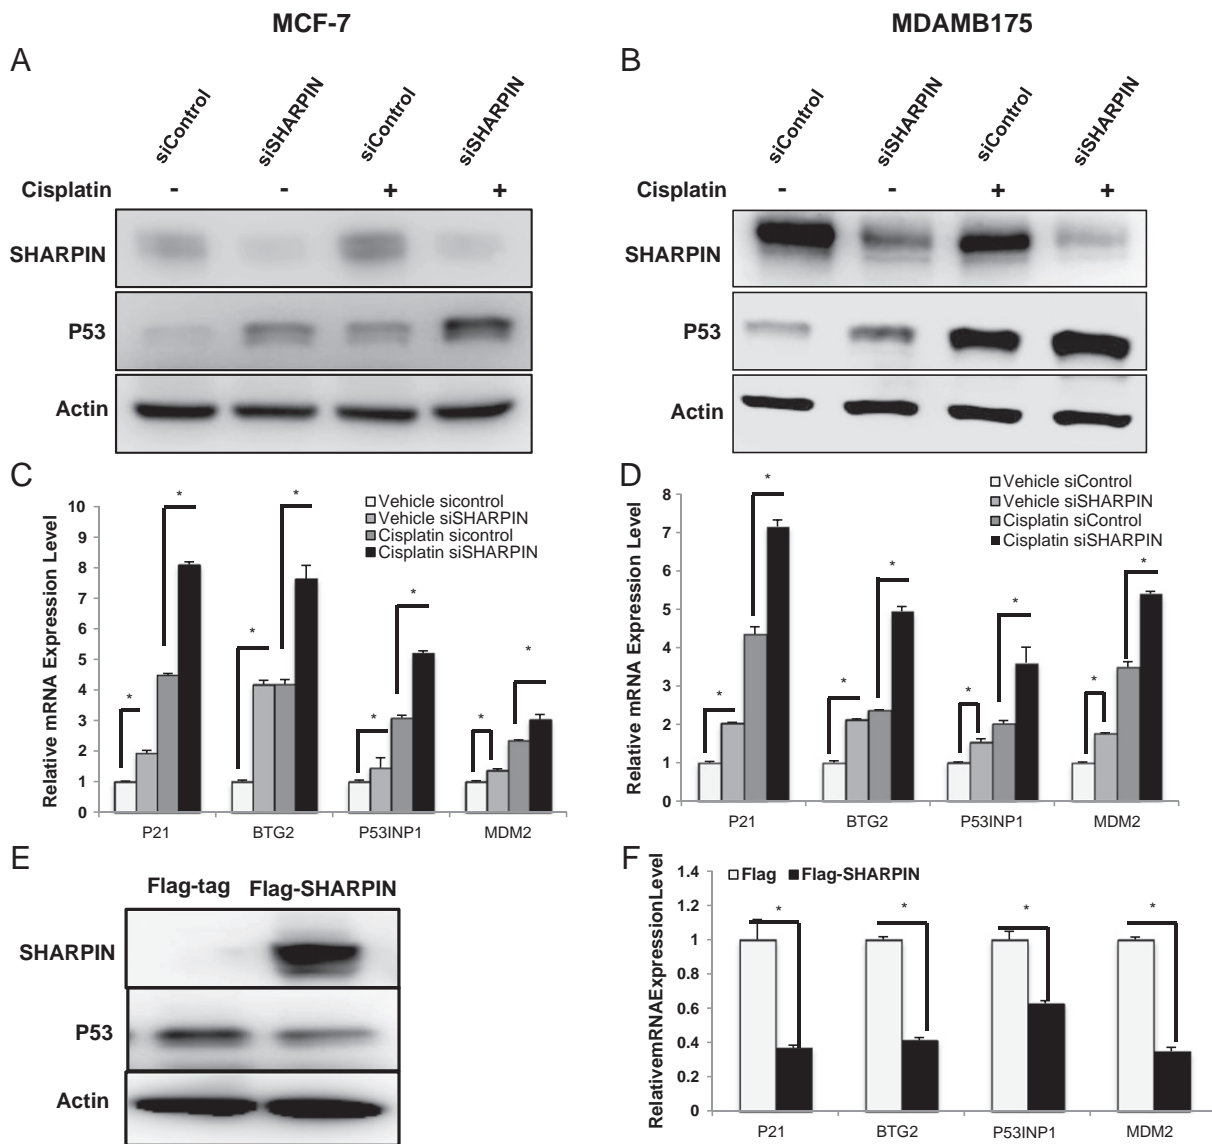 MCF-7
MDAMB175
A
siControl
siSHARPIN
siControl
siSHARPIN
Cisplatin - - + +
SHARPIN
P53
Actin
B
siControl
siSHARPIN
siControl
siSHARPIN
Cisplatin - - + +
SHARPIN
P53
Actin
C
Relative mRNA Expression Level
10
9
8
7
6
5
4
3
2
1
0
Vehicle sicontrol
Vehicle siSHARPIN
Cisplatin sicontrol
Cisplatin siSHARPIN
* * * * * * * *
P21 BTG2 P53INP1 MDM2
D
Relative mRNA Expression Level
8
7
6
5
4
3
2
1
0
Vehicle siControl
Vehicle siSHARPIN
Cisplatin siControl
Cisplatin siSHARPIN
* * * * * * * *
P21 BTG2 P53INP1 MDM2
E
Flag-tag Flag-SHARPIN
SHARPIN
P53
Actin
F
RelativemRNAExpressionLevel
1.4
1.2
1
0.8
0.6
0.4
0.2
0
Flag Flag-SHARPIN
* * * *
P21 BTG2 P53INP1 MDM2